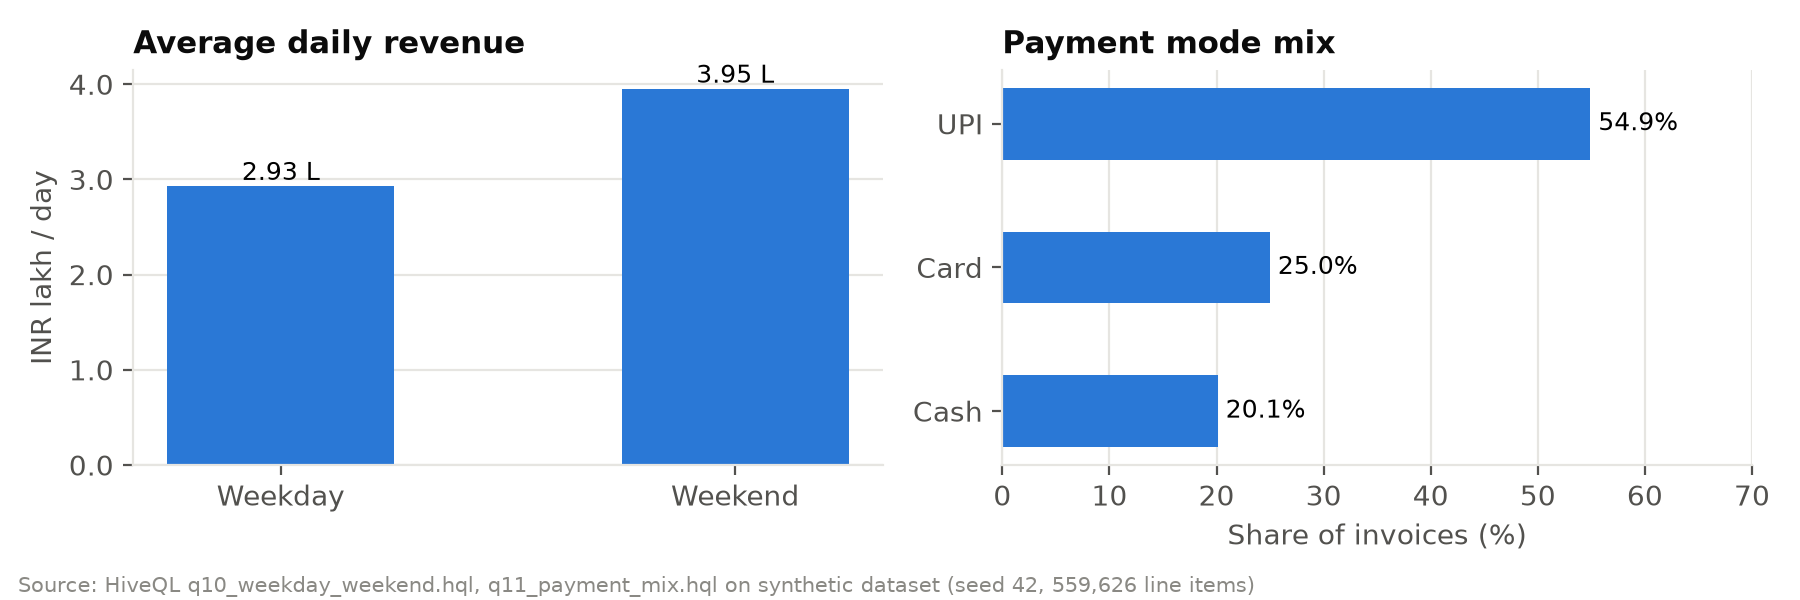 Average daily revenue
INR lakh / day
4.0
3.0
2.0
1.0
0.0
2.93 L
3.95 L
Weekday Weekend
Payment mode mix
UPI 54.9%
Card 25.0%
Cash 20.1%
0 10 20 30 40 50 60 70
Share of invoices (%)
Source: HiveQL q10_weekday_weekend.hql, q11_payment_mix.hql on synthetic dataset (seed 42, 559,626 line items)